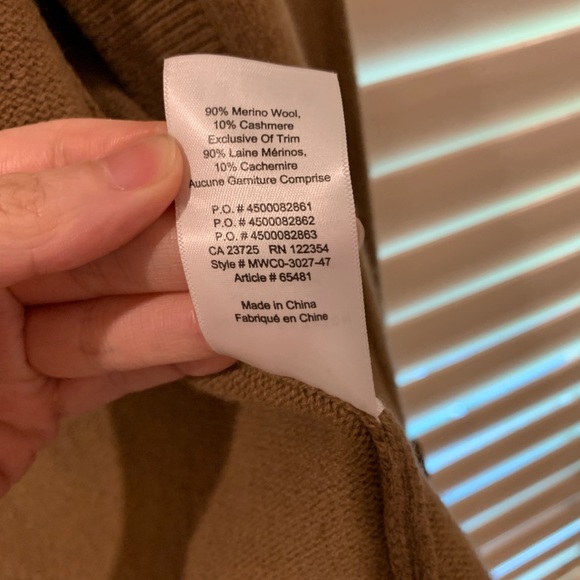 90% Merino Wool,
10% Cashmere
Exclusive Of Trim
90% Laine Mérinos,
10% Cachemire
Aucune Garniture Comprise
P.O. # 4500082861
P.O. # 4500082862
P.O. # 4500082863
CA 23725 RN 122354
Style # MWC0-3027-47
Article # 65481
Made in China
Fabriqué en Chine